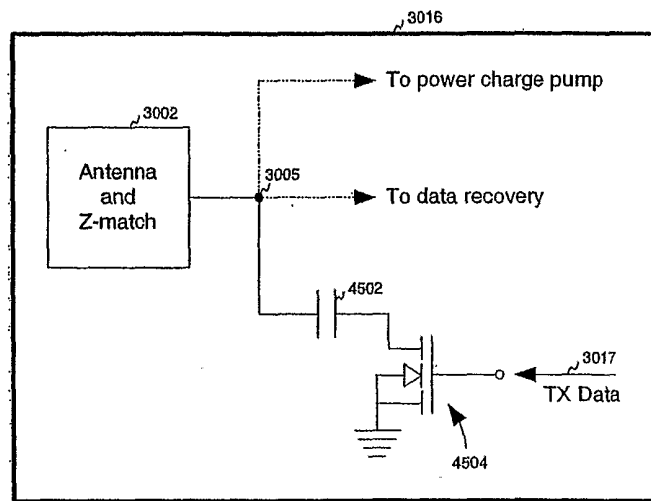 3016
To power charge pump
3002
Antenna
and
Z-match
3005
To data recovery
4502
3017
TX Data
4504